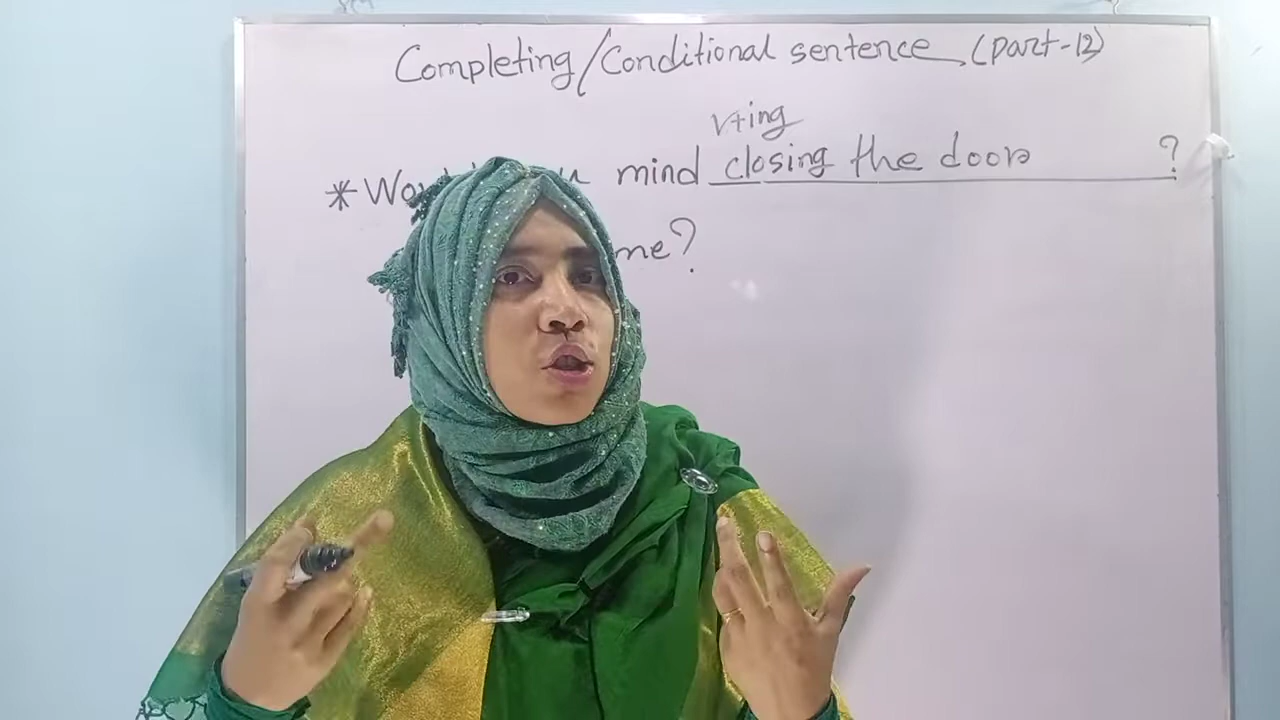 Completing/Conditional sentence (part-12)
v+ing
* mind closing the door ?
me?